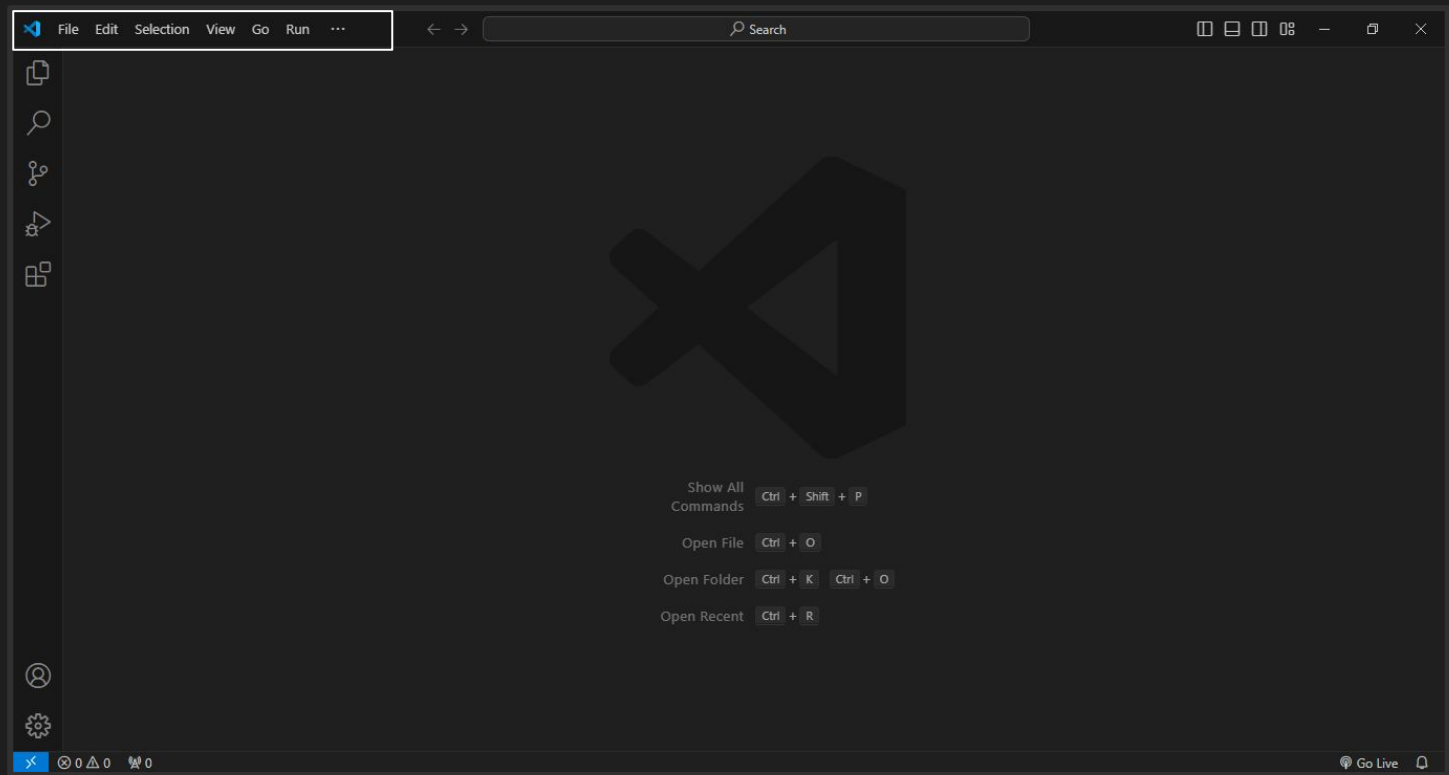 File Edit Selection View Go Run ···
Search
Show All
Commands
Ctrl + Shift + P
Open File Ctrl + O
Open Folder Ctrl + K Ctrl + O
Open Recent Ctrl + R
0 0 0
Go Live